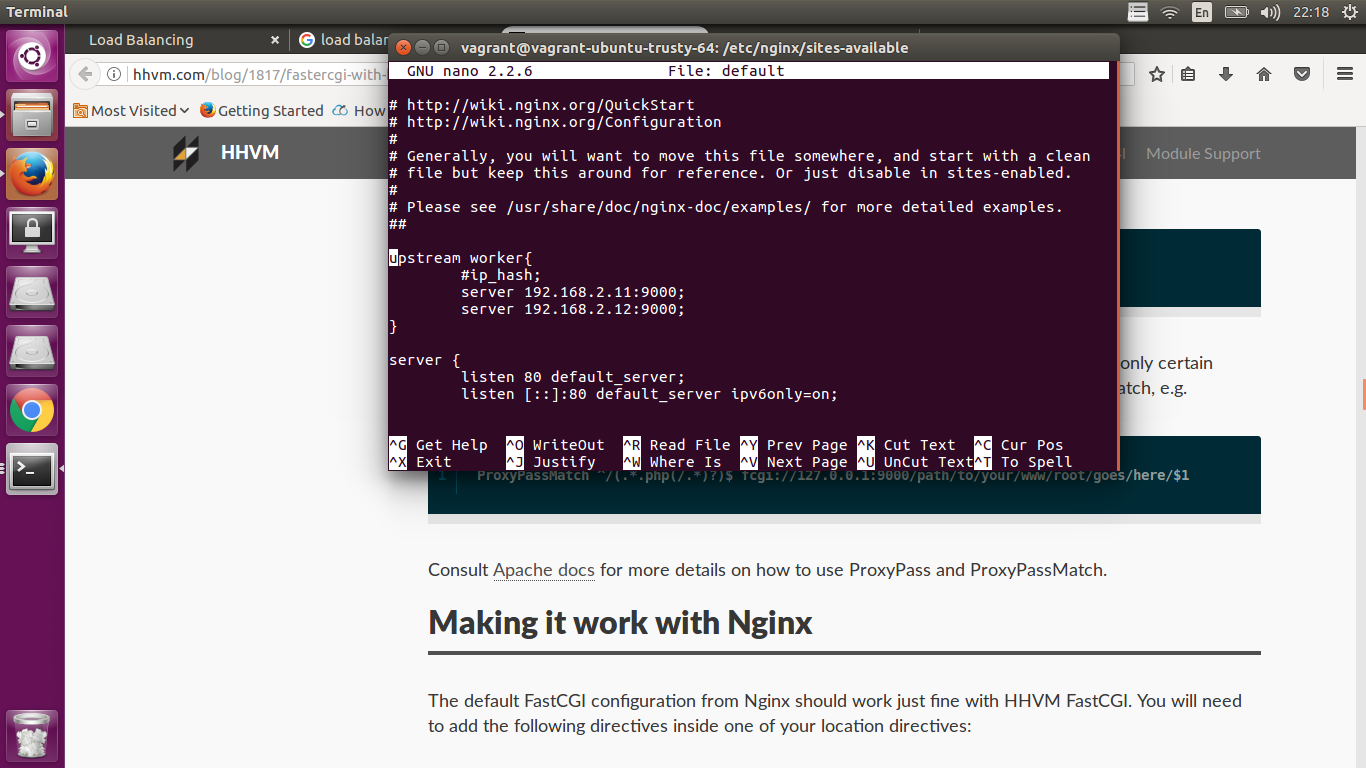 Terminal
En
22:18
Load Balancing
load balan
vagrant@vagrant-ubuntu-trusty-64: /etc/nginx/sites-available
hhvm.com/blog/1817/fastercgi-with-
GNU nano 2.2.6 File: default
Most Visited Getting Started How
# http://wiki.nginx.org/QuickStart
# http://wiki.nginx.org/Configuration
#
# Generally, you will want to move this file somewhere, and start with a clean
# file but keep this around for reference. Or just disable in sites-enabled.
#
# Please see /usr/share/doc/nginx-doc/examples/ for more detailed examples.
##
upstream worker{
#ip_hash;
server 192.168.2.11:9000;
server 192.168.2.12:9000;
}
server {
listen 80 default_server;
listen [::]:80 default_server ipv6only=on;
^G Get Help ^O WriteOut ^R Read File ^Y Prev Page ^K Cut Text ^C Cur Pos
^X Exit ^J Justify ^W Where Is ^V Next Page ^U UnCut Text ^T To Spell
HHVM
Module Support
only certain
atch, e.g.
1 ProxyPassMatch ^/(.*.php(/.*)?)$ fcgi://127.0.0.1:9000/path/to/your/www/root/goes/here/$1
Consult Apache docs for more details on how to use ProxyPass and ProxyPassMatch.
Making it work with Nginx
The default FastCGI configuration from Nginx should work just fine with HHVM FastCGI. You will need
to add the following directives inside one of your location directives: